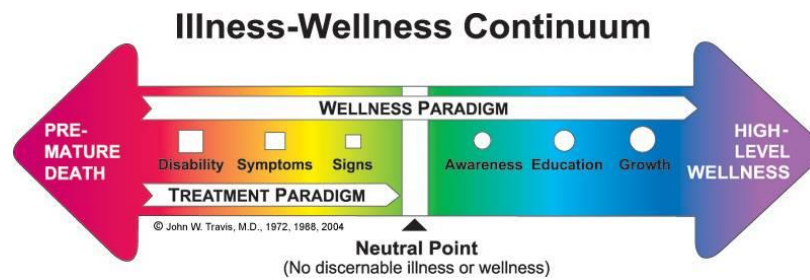 Illness-Wellness Continuum
WELLNESS PARADIGM
PRE-
MATURE
DEATH
Disability Symptoms Signs Awareness Education Growth
HIGH-
LEVEL
WELLNESS
TREATMENT PARADIGM
© John W. Travis, M.D., 1972, 1988, 2004
Neutral Point
(No discernable illness or wellness)